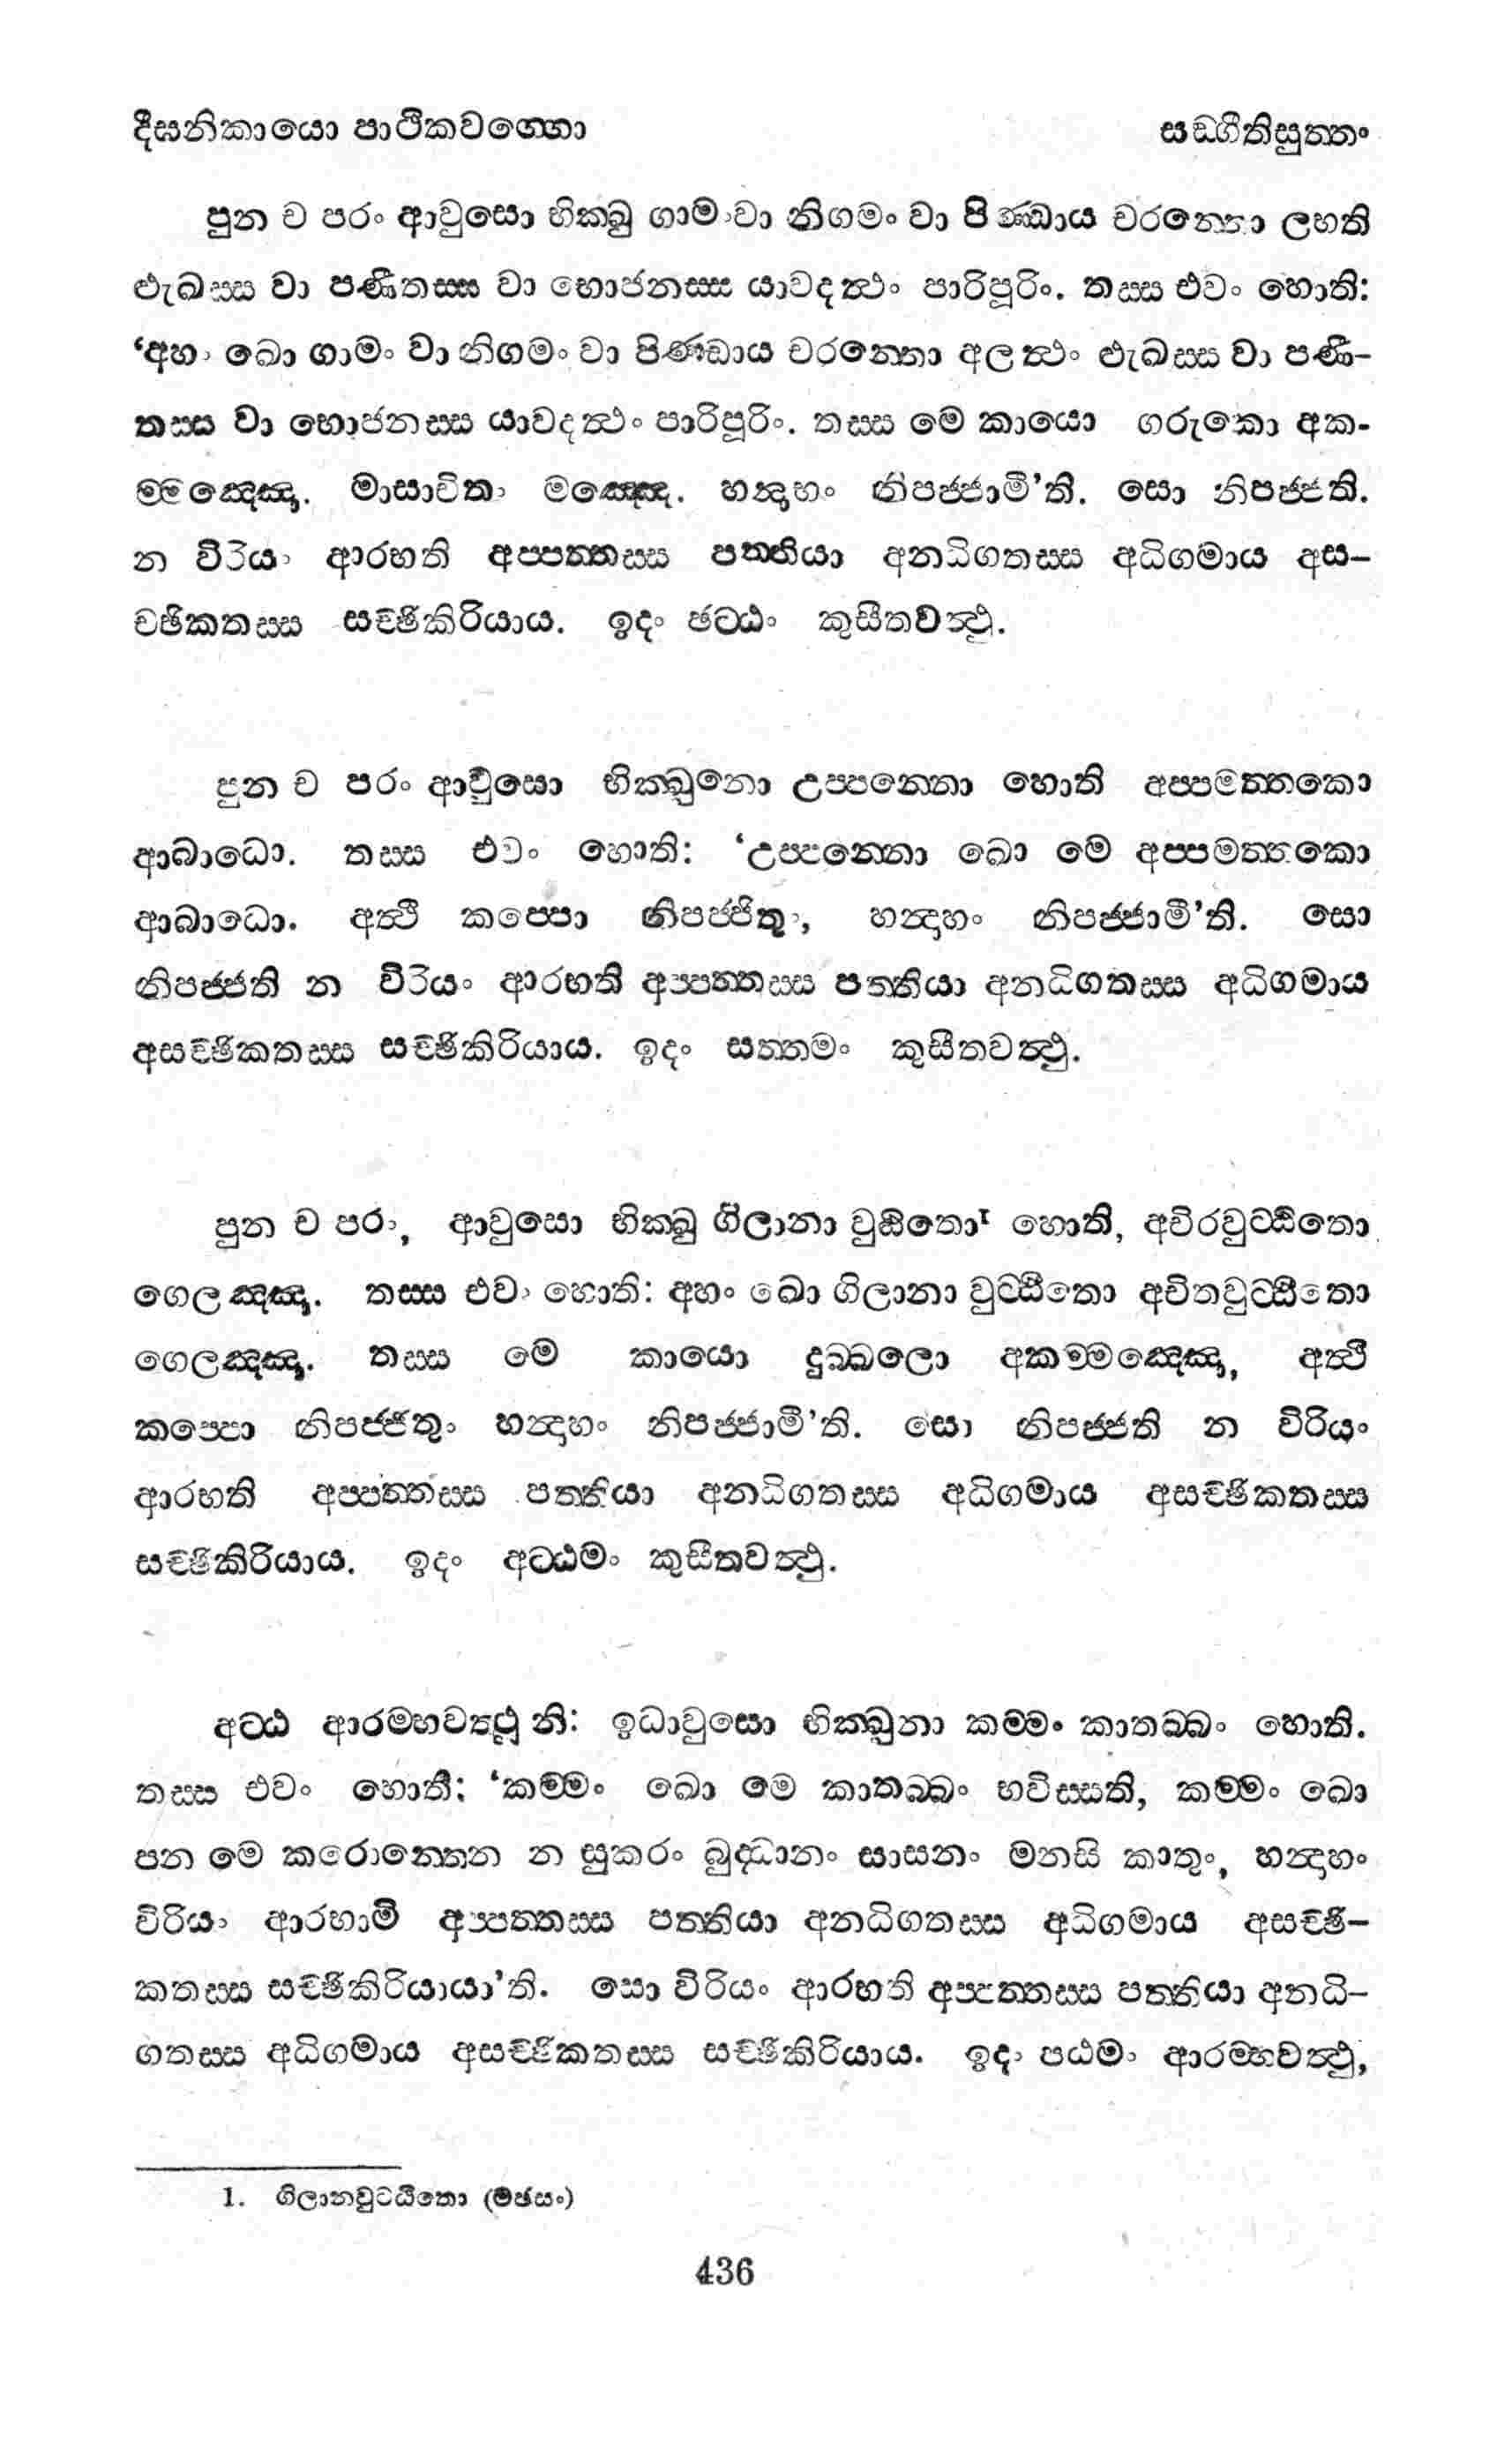 දීඝනිකායො පාථිකවග්ගො
සඞ්ගීතිසුත්තං
පුන ච පරං ආවුසො භික්ඛු ගාමංවා නිගමං වා පිණ්ඩාය චරන්තො ලභති
ළූඛස්ස වා පණීතස්ස වා භොජනස්ස යාවදත්ථං පාරිපූරිං. තස්ස එවං හොති:
‘අහං ඛො ගාමං වා නිගමං වා පිණ්ඩාය චරන්තො අලත්ථං ළූඛස්ස වා පණී-
තස්ස වා භොජනස්ස යාවදත්ථං පාරිපූරිං. තස්ස මෙ කායො ගරුකො අක-
ම්මඤ්ඤො. මාසාචිතං මඤ්ඤෙ. හන්දාහං නිපජ්ජාමී’ති. සො නිපජ්ජති.
න විරියං ආරභති අප්පත්තස්ස පත්තියා අනධිගතස්ස අධිගමාය අස-
ච්ඡිකතස්ස සච්ඡිකිරියාය. ඉදං ඡට්ඨං කුසීතවත්ථු.
පුන ච පරං ආවුසො භික්ඛුනො උප්පන්නො හොති අප්පමත්තකො
ආබාධො. තස්ස එවං හොති: ‘උප්පන්නො ඛො මෙ අප්පමත්තකො
ආබාධො. අත්ථි කප්පො නිපජ්ජිතුං, හන්දාහං නිපජ්ජාමී’ති. සො
නිපජ්ජති න විරියං ආරභති අප්පත්තස්ස පත්තියා අනධිගතස්ස අධිගමාය
අසච්ඡිකතස්ස සච්ඡිකිරියාය. ඉදං සත්තමං කුසීතවත්ථු.
පුන ච පරං, ආවුසො භික්ඛු ගිලානා වුඨිතො¹ හොති, අචිරවුට්ඨිතො
ගෙලඤ්ඤා. තස්ස එවං හොති: අහං ඛො ගිලානා වුට්ඨිතො අචිතවුට්ඨිතො
ගෙලඤ්ඤා. තස්ස මෙ කායො දුබ්බලො අකම්මඤ්ඤො, අත්ථි
කප්පො නිපජ්ජිතුං හන්දාහං නිපජ්ජාමී’ති. සො නිපජ්ජති න විරියං
ආරභති අප්පත්තස්ස පත්තියා අනධිගතස්ස අධිගමාය අසච්ඡිකතස්ස
සච්ඡිකිරියාය. ඉදං අට්ඨමං කුසීතවත්ථු.
අට්ඨ ආරම්භවත්ථූනි: ඉධාවුසො භික්ඛුනා කම්මං කාතබ්බං හොති.
තස්ස එවං හොති: ‘කම්මං ඛො මෙ කාතබ්බං භවිස්සති, කම්මං ඛො
පන මෙ කරොන්තෙන න සුකරං බුද්ධානං සාසනං මනසි කාතුං, හන්දාහං
විරියං ආරභාමි අප්පත්තස්ස පත්තියා අනධිගතස්ස අධිගමාය අසච්ඡි-
කතස්ස සච්ඡිකිරියායා’ති. සො විරියං ආරභති අප්පත්තස්ස පත්තියා අනධි-
ගතස්ස අධිගමාය අසච්ඡිකතස්ස සච්ඡිකිරියාය. ඉදං පඨමං ආරම්භවත්ථු,
1. ගිලානවුට්ඨිතො (මඡසං)
436